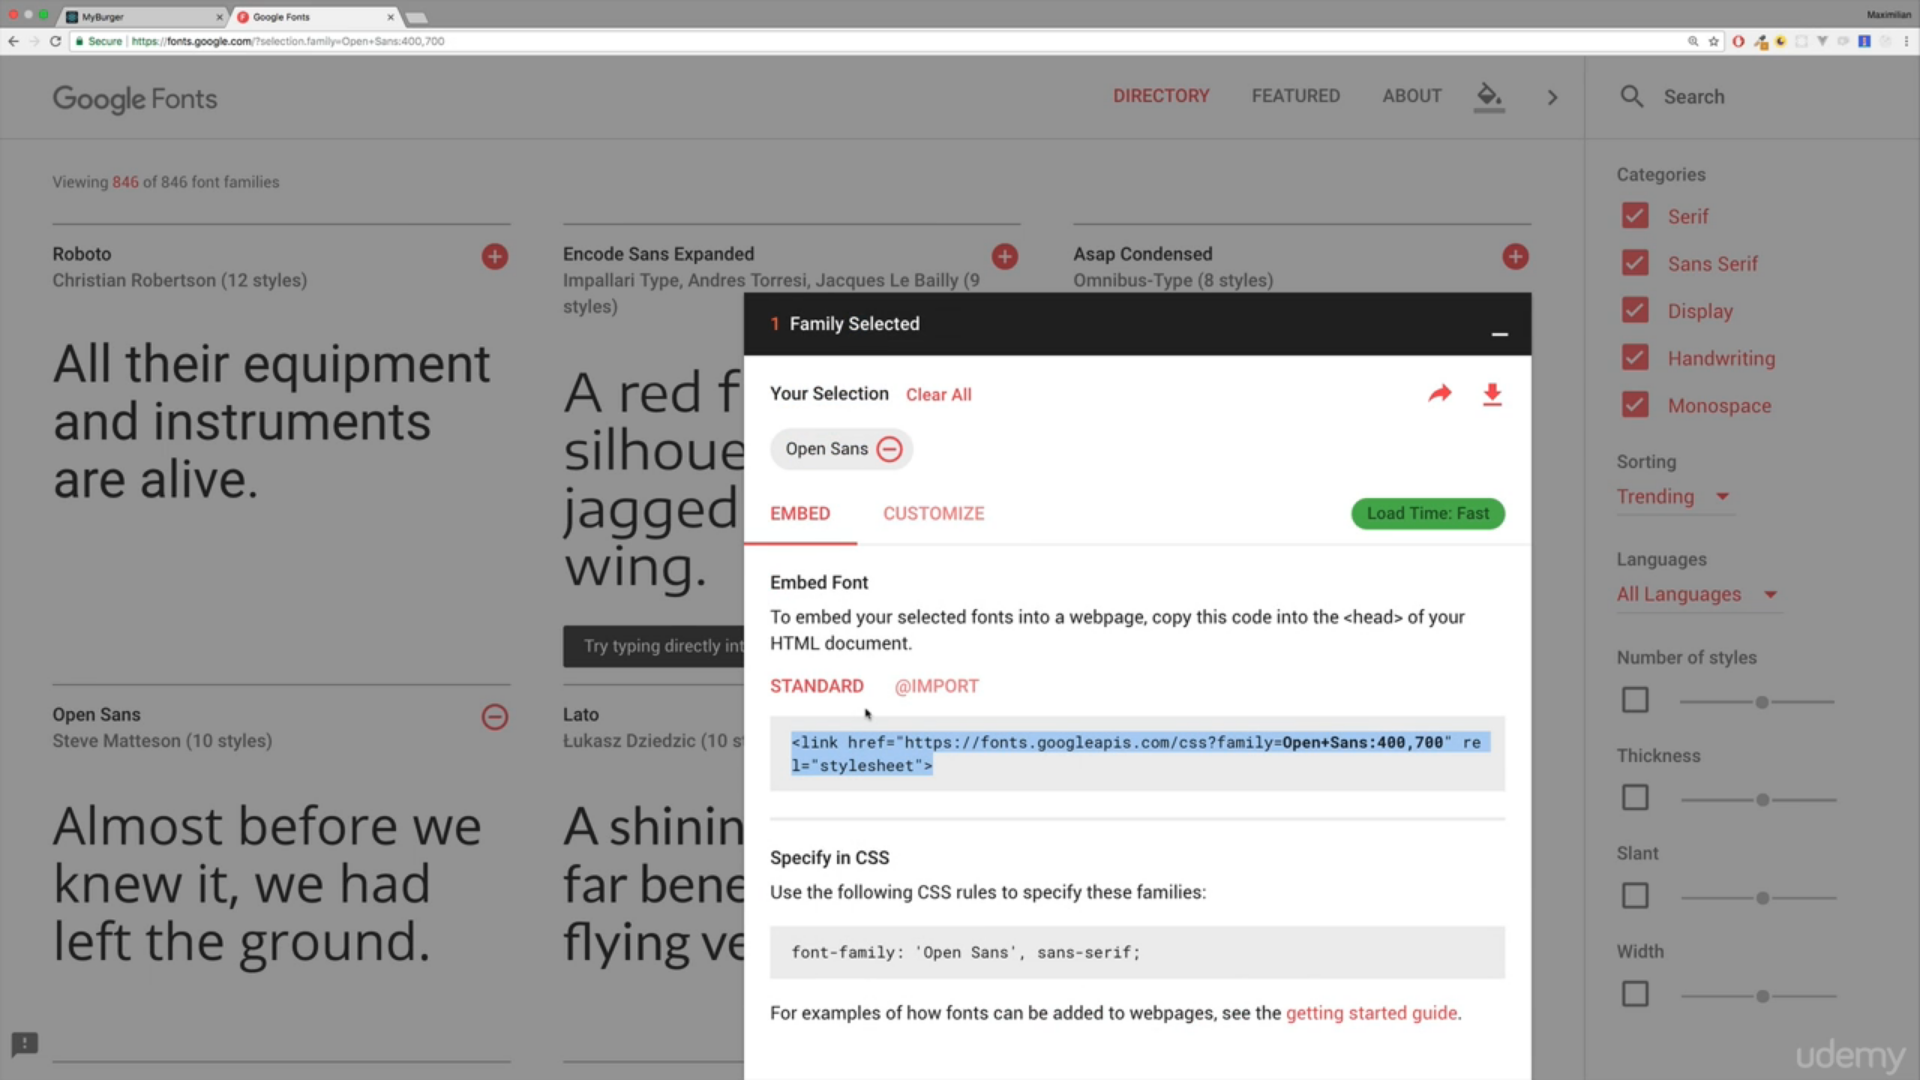 MyBurger
Google Fonts
Maximilian
Secure
https://fonts.google.com/?selection.family=Open+Sans:400,700
Google Fonts
DIRECTORY
FEATURED
ABOUT
Search
Viewing 846 of 846 font families
Roboto
Christian Robertson (12 styles)
All their equipment
and instruments
are alive.
Encode Sans Expanded
Impallari Type, Andres Torresi, Jacques Le Bailly (9
styles)
A red f
silhoue
jagged
wing.
Try typing directly int
Asap Condensed
Omnibus-Type (8 styles)
Open Sans
Steve Matteson (10 styles)
Almost before we
knew it, we had
left the ground.
Lato
Łukasz Dziedzic (10 s
A shinin
far bene
flying ve
1 Family Selected
Your Selection
Clear All
Open Sans
EMBED
CUSTOMIZE
Load Time: Fast
Embed Font
To embed your selected fonts into a webpage, copy this code into the <head> of your
HTML document.
STANDARD
@IMPORT
<link href="https://fonts.googleapis.com/css?family=Open+Sans:400,700" re
l="stylesheet">
Specify in CSS
Use the following CSS rules to specify these families:
font-family: 'Open Sans', sans-serif;
For examples of how fonts can be added to webpages, see the getting started guide.
Categories
Serif
Sans Serif
Display
Handwriting
Monospace
Sorting
Trending
Languages
All Languages
Number of styles
Thickness
Slant
Width
udemy